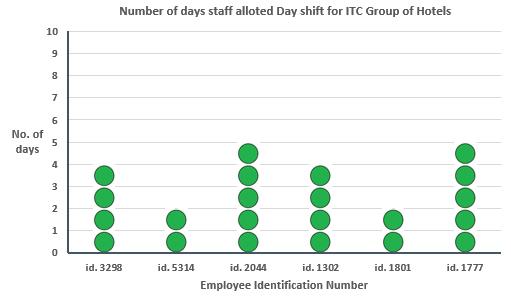 Number of days staff alloted Day shift for ITC Group of Hotels
10
9
8
7
6
5
4
3
2
1
0
No. of
days
id. 3298 id. 5314 id. 2044 id. 1302 id. 1801 id. 1777
Employee Identification Number